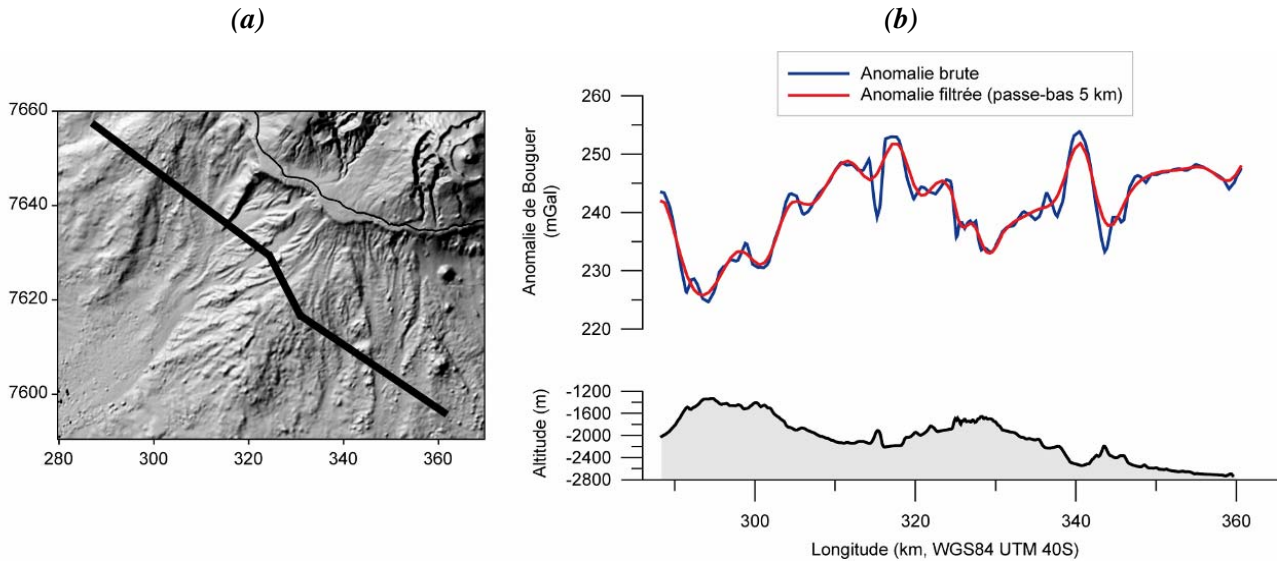 (a)
(b)
7660
7640
7620
7600
280
300
320
340
360
Anomalie brute
Anomalie filtrée (passe-bas 5 km)
260
250
240
230
220
Anomalie de Bouguer
(mGal)
-1200
-1600
-2000
-2400
-2800
Altitude (m)
300
320
340
360
Longitude (km, WGS84 UTM 40S)